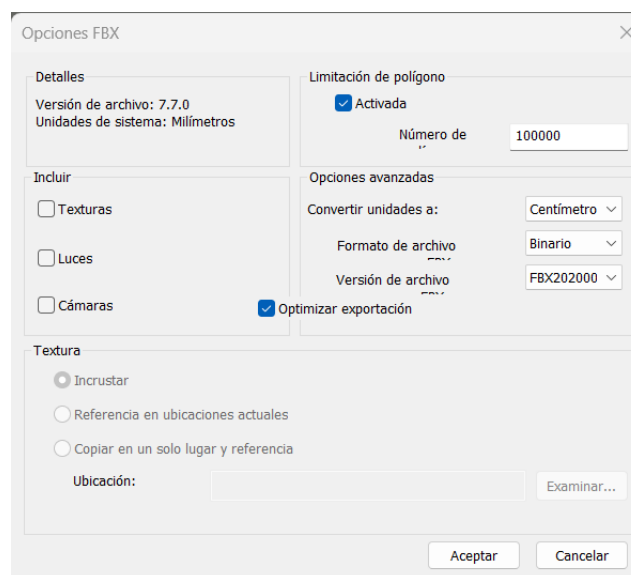 Opciones FBX
Detalles
Versión de archivo: 7.7.0
Unidades de sistema: Milímetros
Limitación de polígono
Activada
Número de
100000
Incluir
Texturas
Luces
Cámaras
Opciones avanzadas
Convertir unidades a:
Centímetro
Formato de archivo
Binario
Versión de archivo
FBX202000
Optimizar exportación
Textura
Incrustar
Referencia en ubicaciones actuales
Copiar en un solo lugar y referencia
Ubicación:
Examinar...
Aceptar
Cancelar